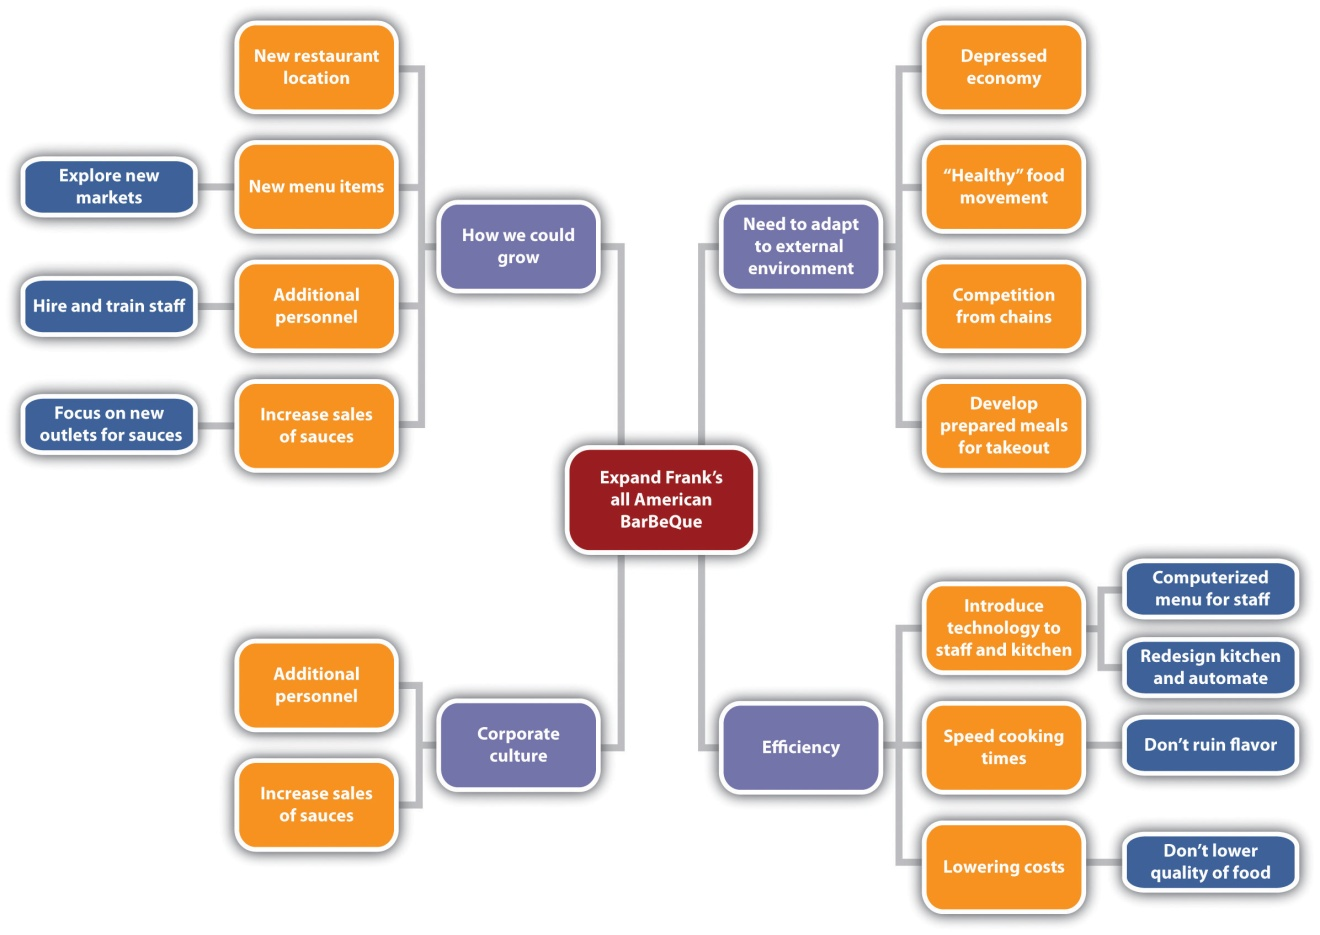 New restaurant
location
Explore new
markets
New menu items
Hire and train staff
Additional
personnel
Focus on new
outlets for sauces
Increase sales
of sauces
How we could
grow
Need to adapt
to external
environment
Depressed
economy
“Healthy” food
movement
Competition
from chains
Develop
prepared meals
for takeout
Expand Frank’s
all American
BarBeQue
Additional
personnel
Increase sales
of sauces
Corporate
culture
Efficiency
Introduce
technology to
staff and kitchen
Computerized
menu for staff
Redesign kitchen
and automate
Speed cooking
times
Don’t ruin flavor
Lowering costs
Don’t lower
quality of food